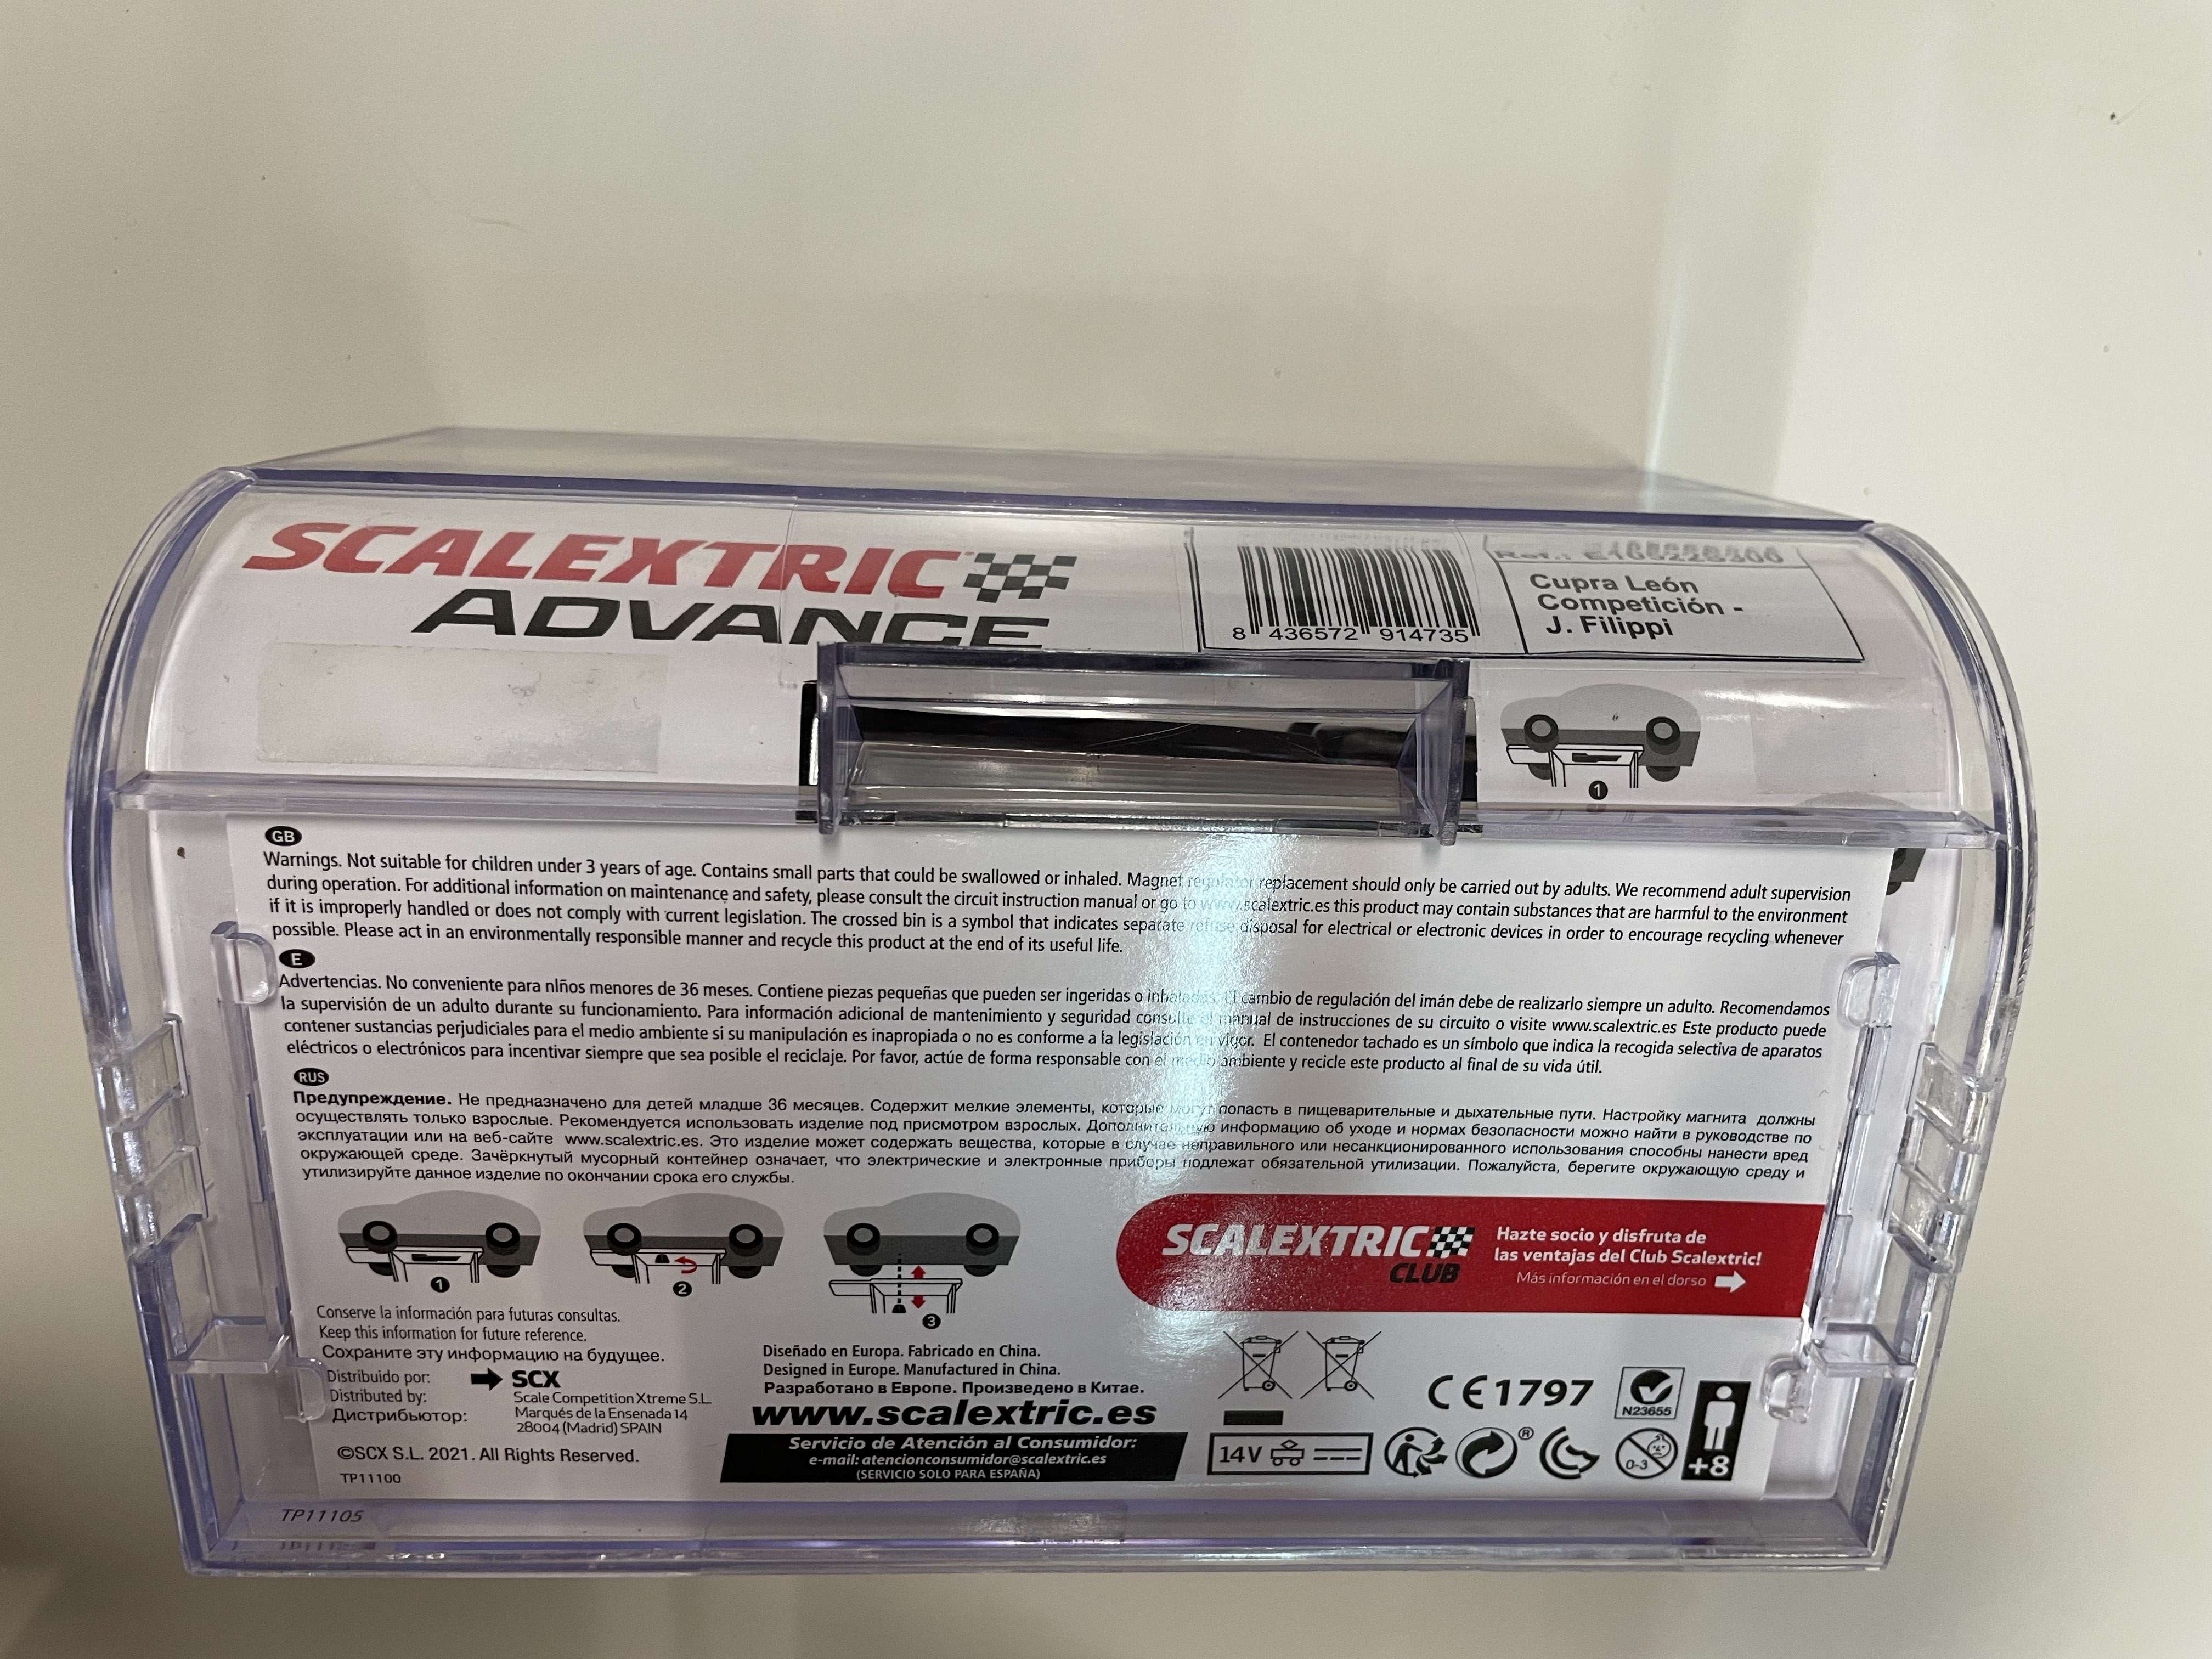 SCALEXTRIC
ADVANCE
8 436572 914735
Ref.:
Cupra León
Competición -
J. Filippi
1
GB
Warnings. Not suitable for children under 3 years of age. Contains small parts that could be swallowed or inhaled. Magnet regulator replacement should only be carried out by adults. We recommend adult supervision
during operation. For additional information on maintenance and safety, please consult the circuit instruction manual or go to www.scalextric.es this product may contain substances that are harmful to the environment
if it is improperly handled or does not comply with current legislation. The crossed bin is a symbol that indicates separate refuse disposal for electrical or electronic devices in order to encourage recycling whenever
possible. Please act in an environmentally responsible manner and recycle this product at the end of its useful life.
E
Advertencias. No conveniente para nIños menores de 36 meses. Contiene piezas pequeñas que pueden ser ingeridas o inhaladas. El cambio de regulación del imán debe de realizarlo siempre un adulto. Recomendamos
la supervisión de un adulto durante su funcionamiento. Para información adicional de mantenimiento y seguridad consulte el manual de instrucciones de su circuito o visite www.scalextric.es Este producto puede
contener sustancias perjudiciales para el medio ambiente si su manipulación es inapropiada o no es conforme a la legislación en vigor. El contenedor tachado es un símbolo que indica la recogida selectiva de aparatos
eléctricos o electrónicos para incentivar siempre que sea posible el reciclaje. Por favor, actúe de forma responsable con el medio ambiente y recicle este producto al final de su vida útil.
RUS
Предупреждение. Не предназначено для детей младше 36 месяцев. Содержит мелкие элементы, которые могут попасть в пищеварительные и дыхательные пути. Настройку магнита должны
осуществлять только взрослые. Рекомендуется использовать изделие под присмотром взрослых. Дополнительную информацию об уходе и нормах безопасности можно найти в руководстве по
эксплуатации или на веб-сайте www.scalextric.es. Это изделие может содержать вещества, которые в случае неправильного или несанкционированного использования способны нанести вред
окружающей среде. Зачёркнутый мусорный контейнер означает, что электрические и электронные приборы подлежат обязательной утилизации. Пожалуйста, берегите окружающую среду и
утилизируйте данное изделие по окончании срока его службы.
1
2
3
SCALEXTRIC
CLUB
Hazte socio y disfruta de
las ventajas del Club Scalextric!
Más información en el dorso
Conserve la información para futuras consultas.
Keep this information for future reference.
Сохраните эту информацию на будущее.
Distribuido por:
Distributed by:
Дистрибьютор:
SCX
Scale Competition Xtreme S.L.
Marqués de la Ensenada 14
28004 (Madrid) SPAIN
©SCX S.L. 2021. All Rights Reserved.
TP11100
Diseñado en Europa. Fabricado en China.
Designed in Europe. Manufactured in China.
Разработано в Европе. Произведено в Китае.
www.scalextric.es
Servicio de Atención al Consumidor:
e-mail: atencionconsumidor@scalextric.es
(SERVICIO SOLO PARA ESPAÑA)
CE 1797
N23655
14V
®
0-3
+8
TP11105